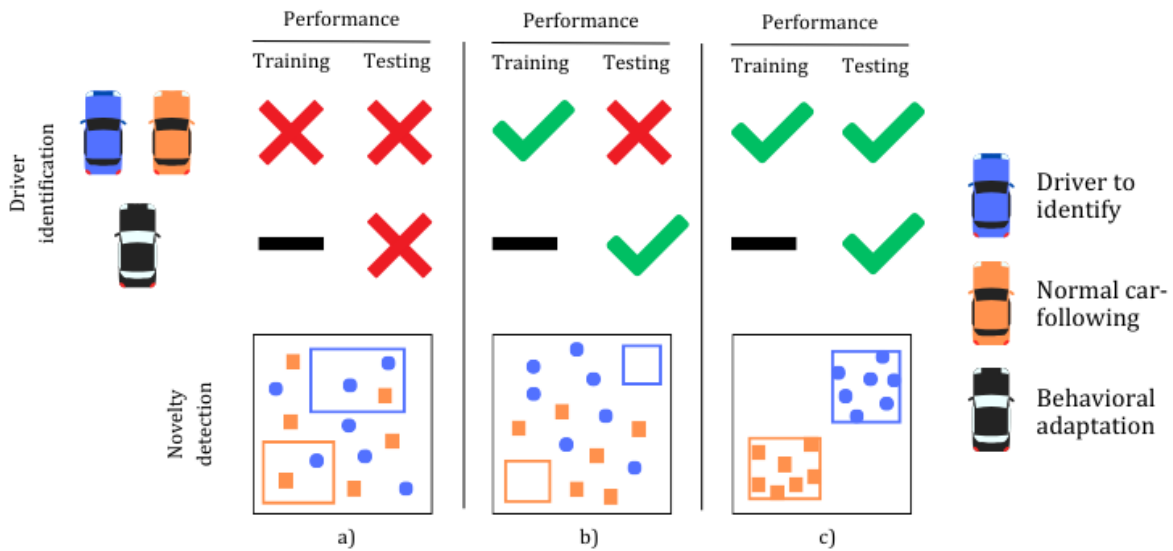 Performance
Performance
Performance
Training
Testing
Training
Testing
Training
Testing
Driver
identification
Driver to
identify
Normal car-
following
Behavioral
adaptation
Novelty
detection
a)
b)
c)